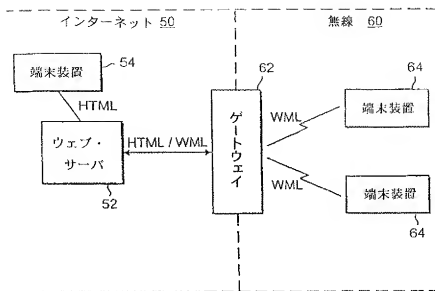 インターネット 50
無線 60
54
端末装置
HTML
ウェブ・
サーバ
52
HTML / WML
62
ゲートウェイ
WML
64
端末装置
WML
端末装置
64